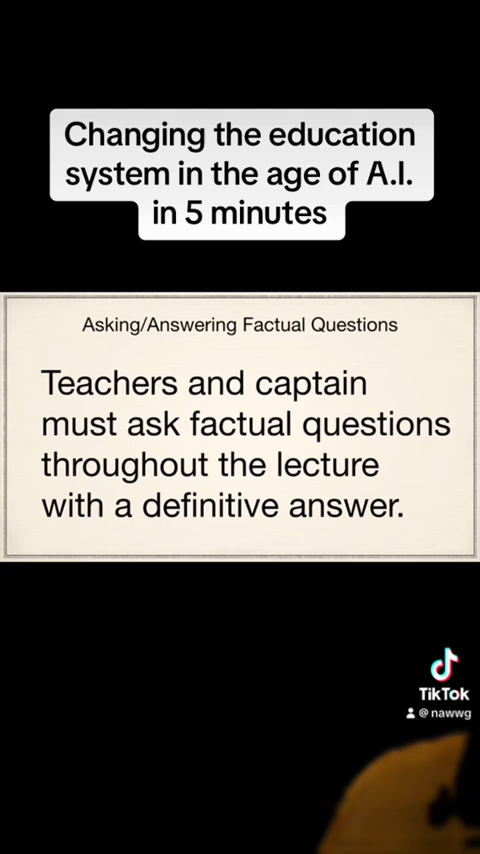 Changing the education
system in the age of A.I.
in 5 minutes
Asking/Answering Factual Questions
Teachers and captain
must ask factual questions
throughout the lecture
with a definitive answer.
TikTok
@nawwg